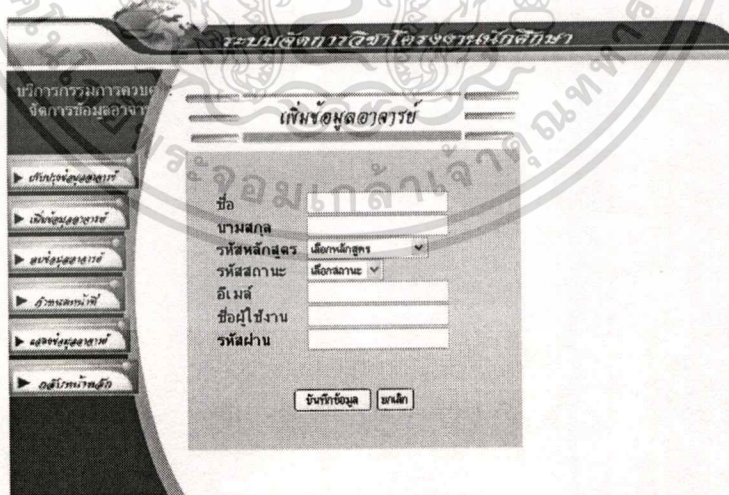 ระบบจัดการวิชาโครงงานนักศึกษา
บริการกรรมการควบคุม :
จัดการข้อมูลอาจารย์
เพิ่มข้อมูลอาจารย์
ปรับปรุงข้อมูลอาจารย์
เพิ่มข้อมูลอาจารย์
ลบข้อมูลอาจารย์
กำหนดหน้าที่
แสดงข้อมูลอาจารย์
กลับหน้าหลัก
ชื่อ
นามสกุล
รหัสหลักสูตร เลือกหลักสูตร
รหัสสถานะ เลือกสถานะ
อีเมล์
ชื่อผู้ใช้งาน
รหัสผ่าน
บันทึกข้อมูล ยกเลิก